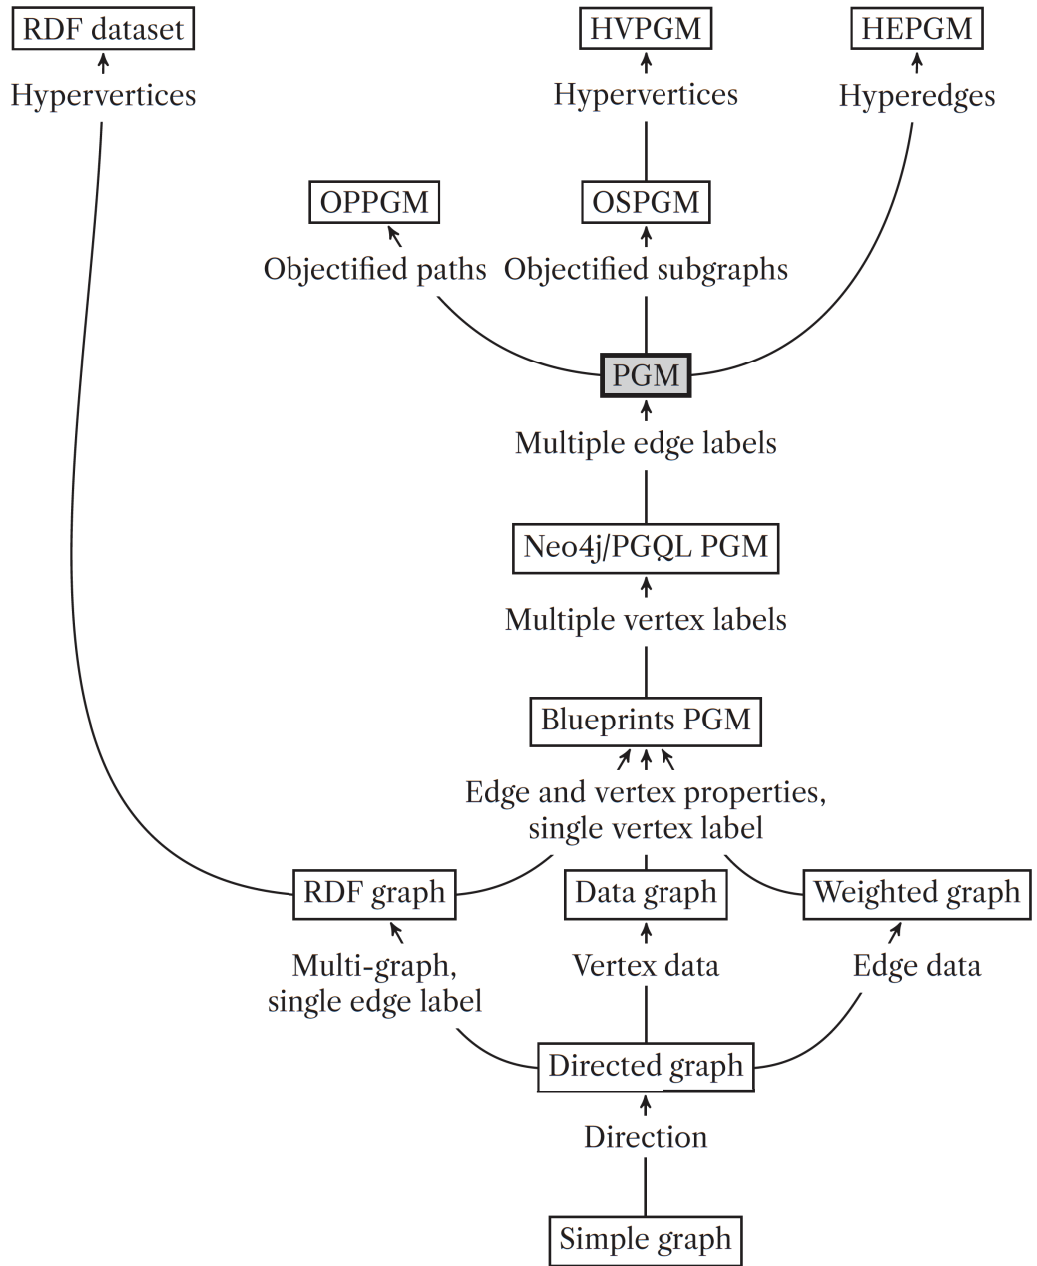 RDF dataset
HVPGM
HEPGM
Hypervertices
Hypervertices
Hyperedges
OPPGM
OSPGM
Objectified paths
Objectified subgraphs
PGM
Multiple edge labels
Neo4j/PGQL PGM
Multiple vertex labels
Blueprints PGM
Edge and vertex properties,
single vertex label
RDF graph
Data graph
Weighted graph
Multi-graph,
single edge label
Vertex data
Edge data
Directed graph
Direction
Simple graph